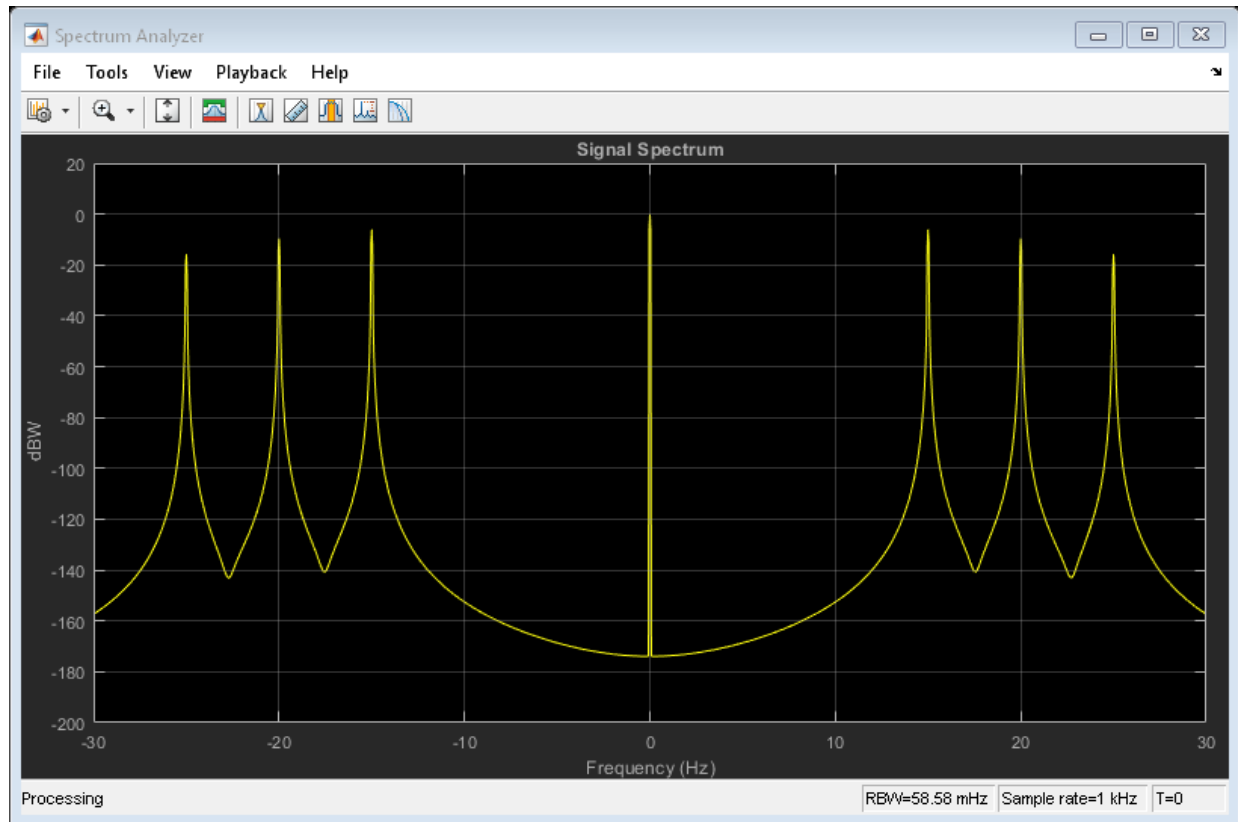 Spectrum Analyzer
File Tools View Playback Help
Signal Spectrum
20
0
-20
-40
-60
-80
-100
-120
-140
-160
-180
-200
dBW
-30 -20 -10 0 10 20 30
Frequency (Hz)
Processing RBW=58.58 mHz Sample rate=1 kHz T=0